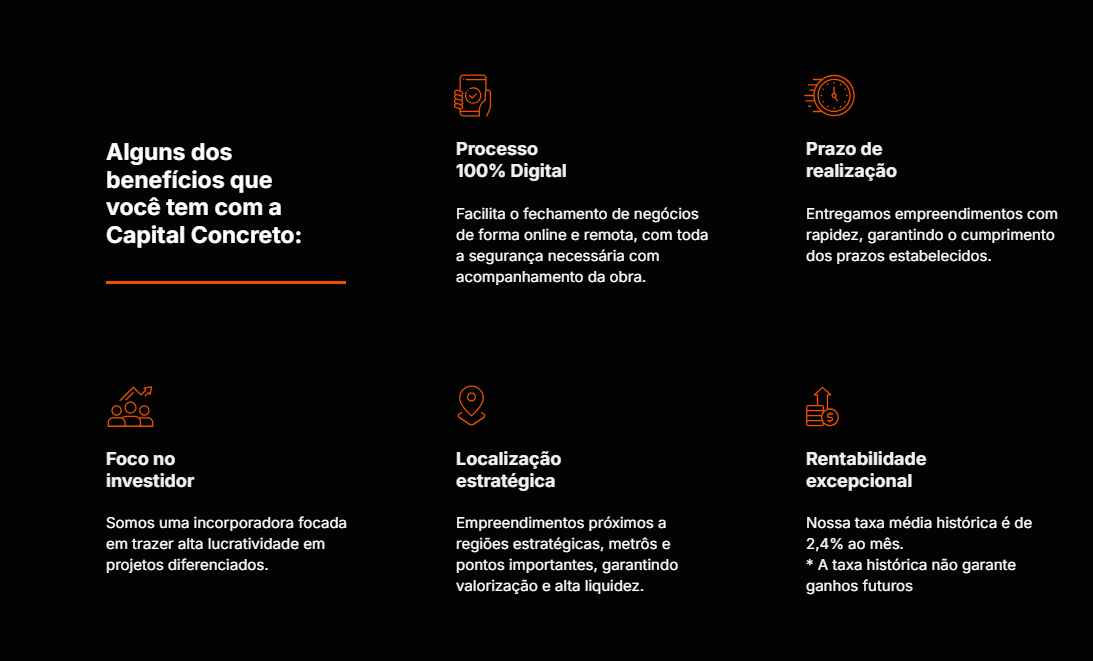 Alguns dos
benefícios que
você tem com a
Capital Concreto:
Processo
100% Digital
Facilita o fechamento de negócios
de forma online e remota, com toda
a segurança necessária com
acompanhamento da obra.
Prazo de
realização
Entregamos empreendimentos com
rapidez, garantindo o cumprimento
dos prazos estabelecidos.
Foco no
investidor
Somos uma incorporadora focada
em trazer alta lucratividade em
projetos diferenciados.
Localização
estratégica
Empreendimentos próximos a
regiões estratégicas, metrôs e
pontos importantes, garantindo
valorização e alta liquidez.
Rentabilidade
excepcional
Nossa taxa média histórica é de
2,4% ao mês.
* A taxa histórica não garante
ganhos futuros